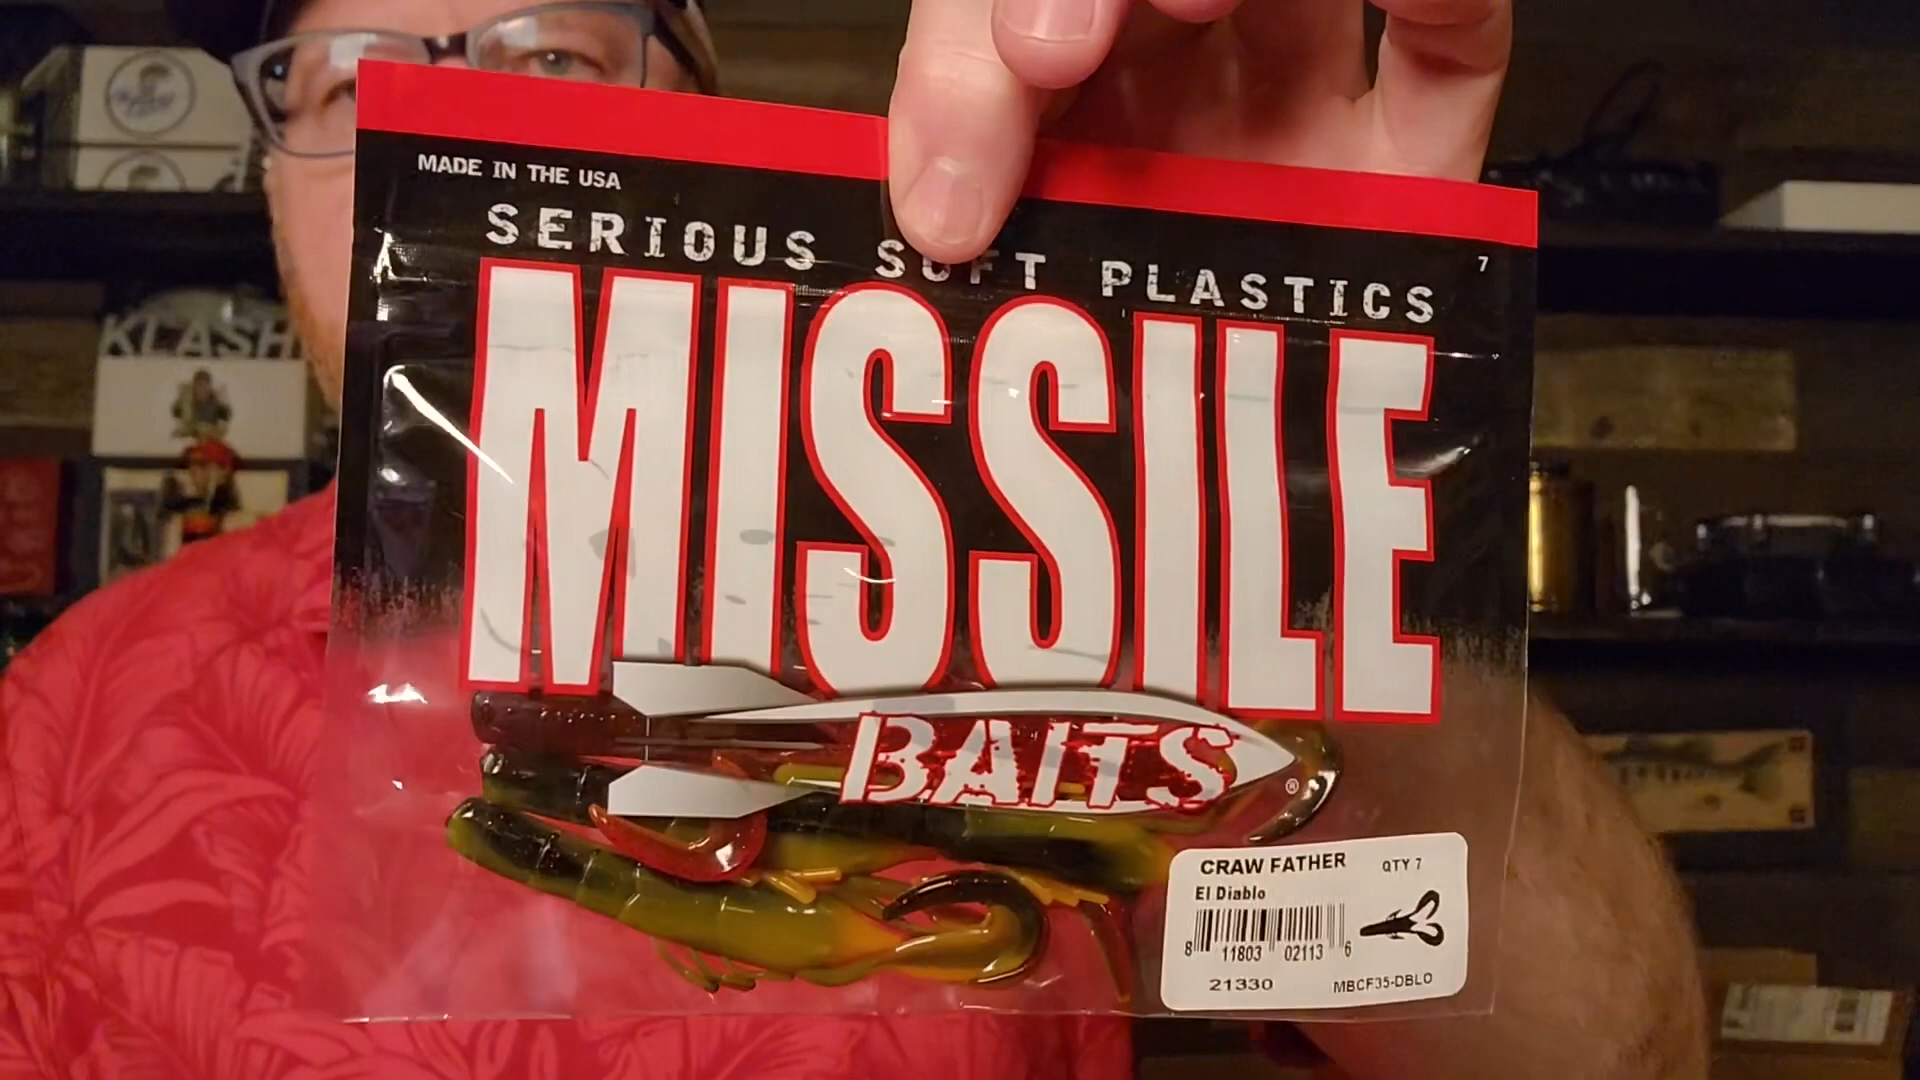 MADE IN THE USA
SERIOUS SOFT PLASTICS
7
MISSILE
BAITS
®
CRAW FATHER QTY 7
El Diablo
8 11803 02113 6
21330 MBCF35-DBLO
KLASH